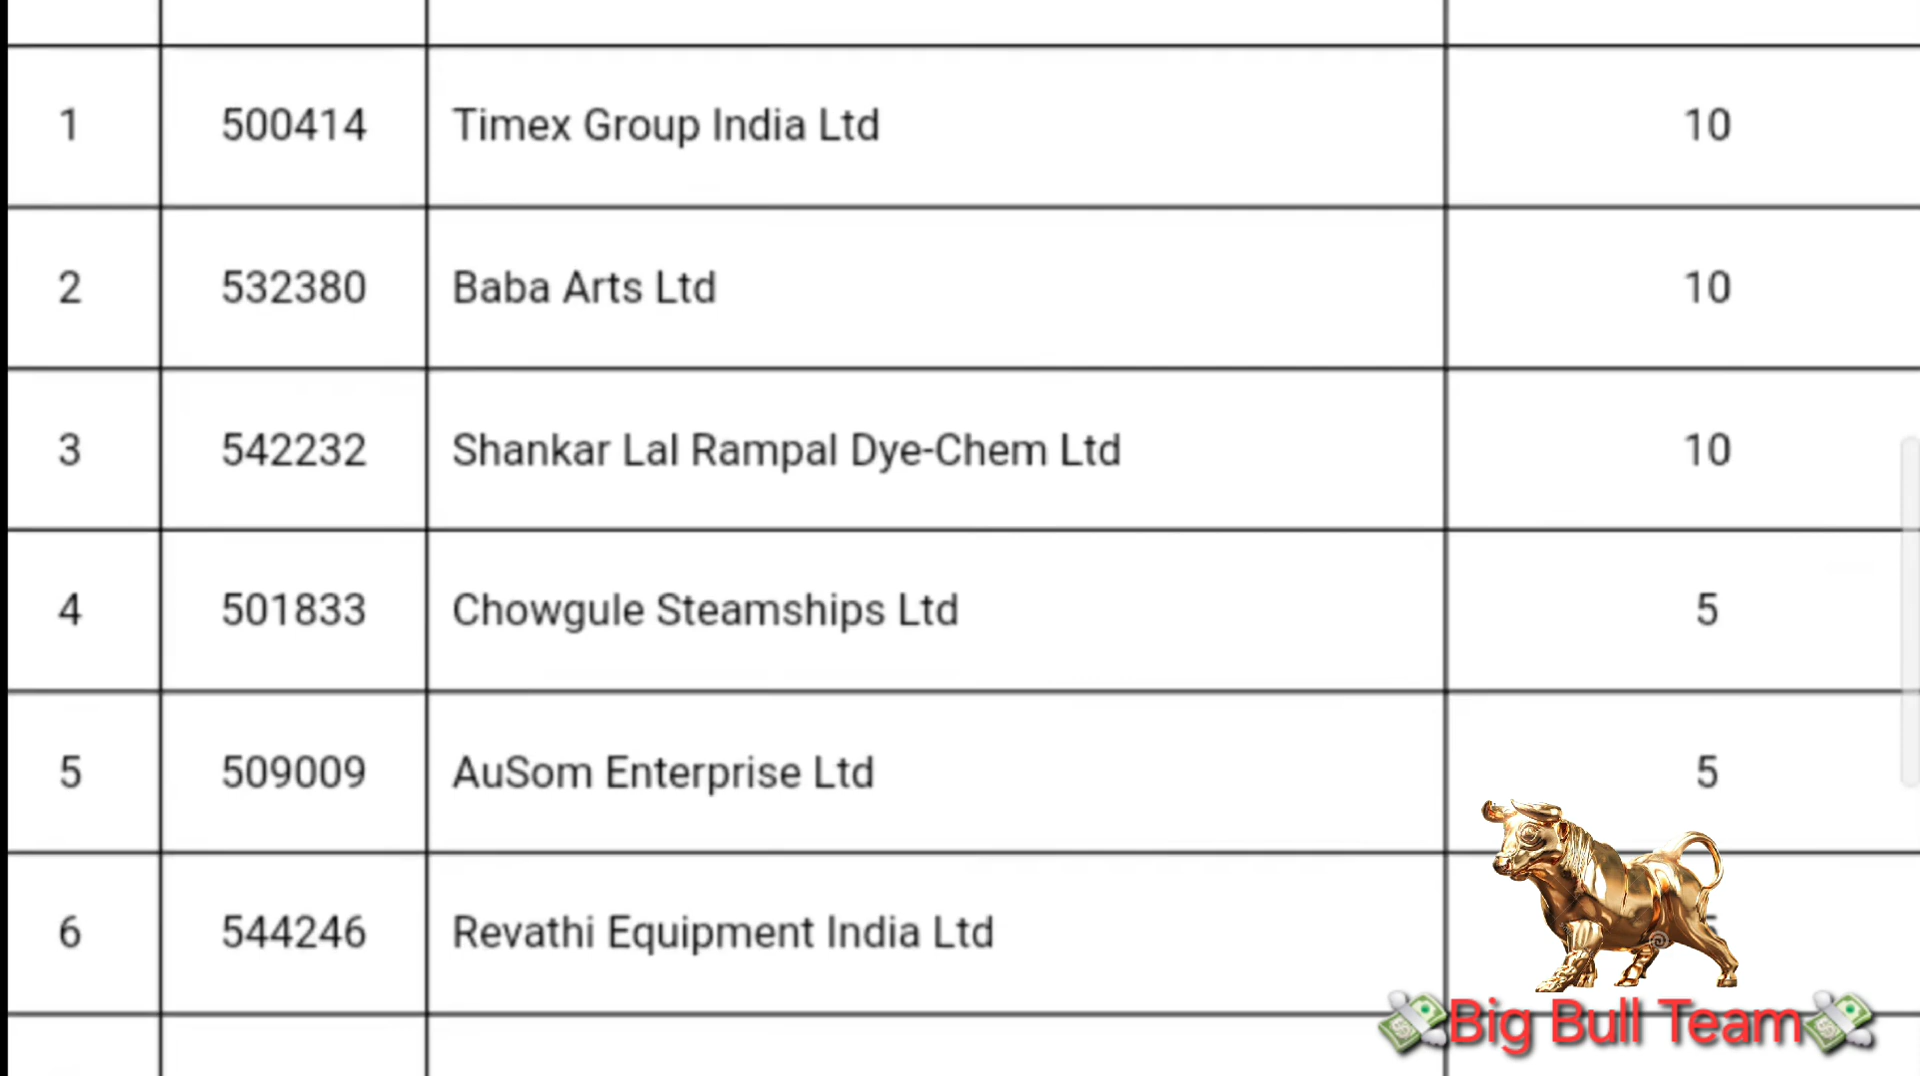 1 500414 Timex Group India Ltd 10
2 532380 Baba Arts Ltd 10
3 542232 Shankar Lal Rampal Dye-Chem Ltd 10
4 501833 Chowgule Steamships Ltd 5
5 509009 AuSom Enterprise Ltd 5
6 544246 Revathi Equipment India Ltd
Big Bull Team